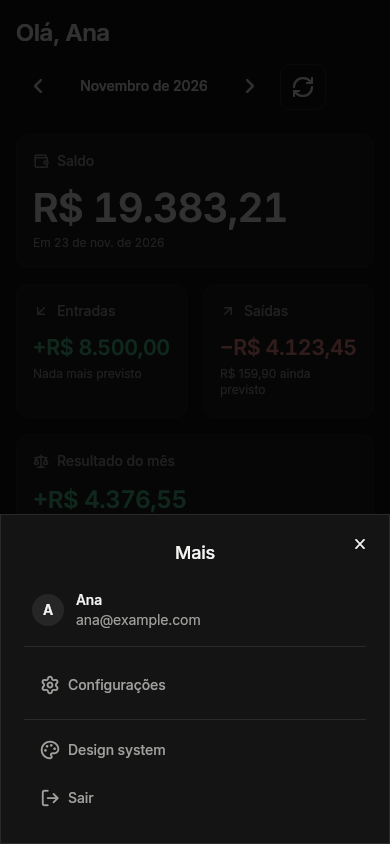 Olá, Ana
Novembro de 2026
Saldo
R$ 19.383,21
Em 23 de nov. de 2026
Entradas
+R$ 8.500,00
Nada mais previsto
Saídas
−R$ 4.123,45
R$ 159,90 ainda
previsto
Resultado do mês
+R$ 4.376,55
Mais
A
Ana
ana@example.com
Configurações
Design system
Sair